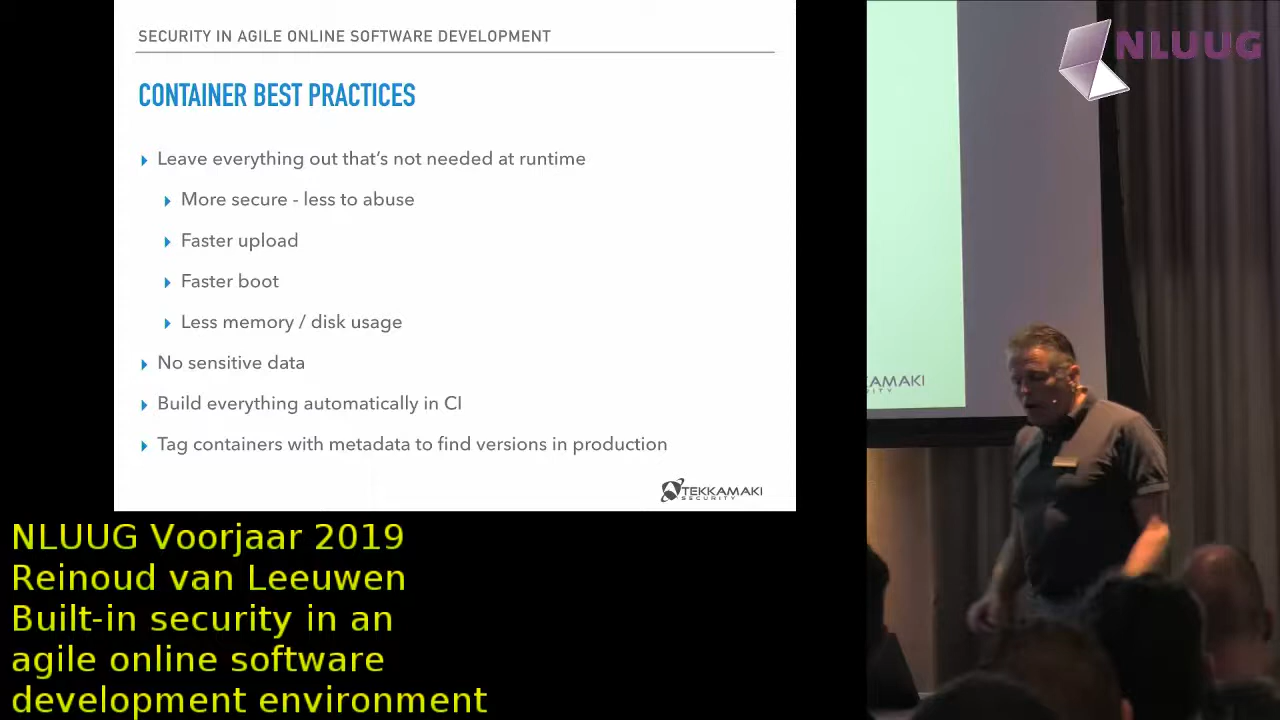 SECURITY IN AGILE ONLINE SOFTWARE DEVELOPMENT
CONTAINER BEST PRACTICES
Leave everything out that's not needed at runtime
More secure - less to abuse
Faster upload
Faster boot
Less memory / disk usage
No sensitive data
Build everything automatically in CI
Tag containers with metadata to find versions in production
TEKKAMAKI
SECURITY
NLUUG
AMAKI
ITY
NLUUG Voorjaar 2019
Reinoud van Leeuwen
Built-in security in an
agile online software
development environment